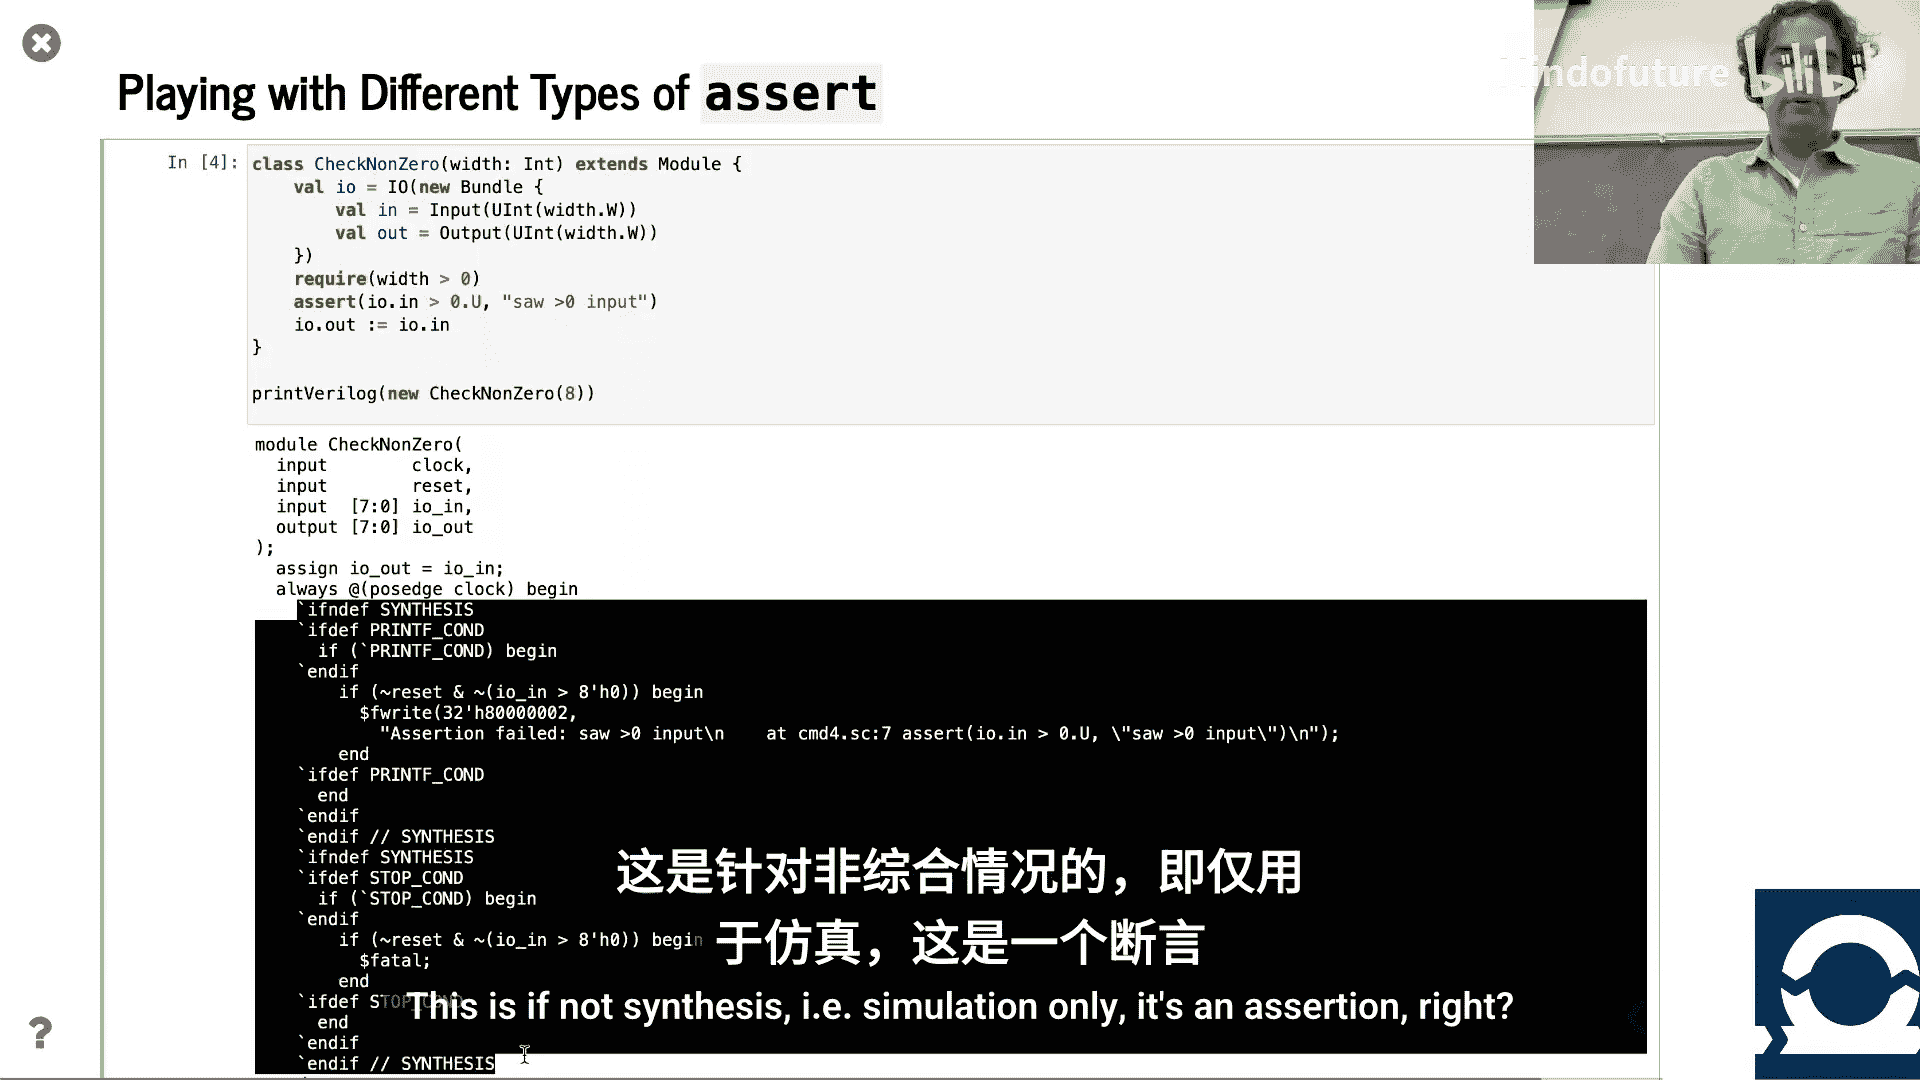 Playing with Different Types of assert
indofuture bilibi
In [4]:
class CheckNonZero(width: Int) extends Module {
    val io = IO(new Bundle {
        val in = Input(UInt(width.W))
        val out = Output(UInt(width.W))
    })
    require(width > 0)
    assert(io.in > 0.U, "saw >0 input")
    io.out := io.in
}
printVerilog(new CheckNonZero(8))
module CheckNonZero(
  input        clock,
  input        reset,
  input  [7:0] io_in,
  output [7:0] io_out
);
  assign io_out = io_in;
  always @(posedge clock) begin
    `ifndef SYNTHESIS
    `ifdef PRINTF_COND
      if (`PRINTF_COND) begin
    `endif
        if (~reset & ~(io_in > 8'h0)) begin
          $fwrite(32'h80000002,
            "Assertion failed: saw >0 input\n    at cmd4.sc:7 assert(io.in > 0.U, \"saw >0 input\")\n");
        end
    `ifdef PRINTF_COND
      end
    `endif
    `endif // SYNTHESIS
    `ifndef SYNTHESIS
    `ifdef STOP_COND
      if (`STOP_COND) begin
    `endif
        if (~reset & ~(io_in > 8'h0)) begin
          $fatal;
        end
    `ifdef STOP_COND
      end
    `endif
    `endif // SYNTHESIS
这是针对非综合情况的，即仅用
于仿真，这是一个断言
This is if not synthesis, i.e. simulation only, it's an assertion, right?
?